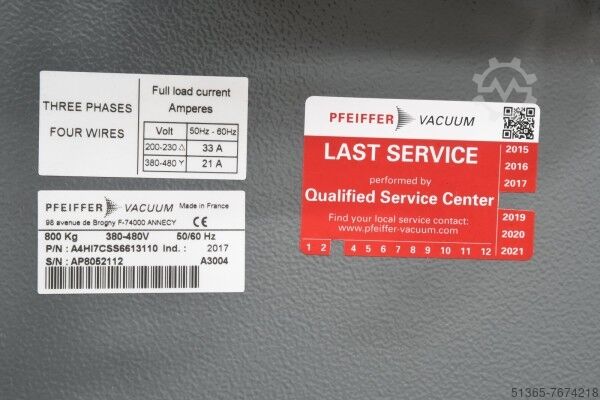 THREE PHASES
FOUR WIRES
Full load current
Amperes
Volt 50Hz - 60Hz
200-230 △ 33 A
380-480 Y 21 A
PFEIFFER VACUUM Made in France
98 avenue de Brogny F-74000 ANNECY CE
800 Kg 380-480V 50/60 Hz
P/N : A4HI7CSS6613110 Ind. : 2017
S/N : AP8052112 A3004
PFEIFFER VACUUM
LAST SERVICE
performed by
Qualified Service Center
Find your local service contact:
www.pfeiffer-vacuum.com
1 2 4 5 6 7 8 9 10 11 12
2015
2016
2017
2019
2020
2021
51365-7674218